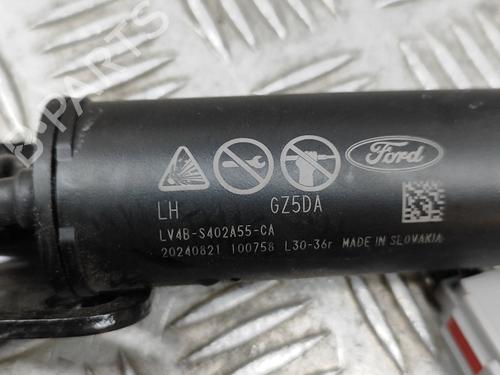 B-PARTS
Ford
LH GZ5DA
LV4B-S402A55-CA
20240821 100758 L30-36r MADE IN SLOVAKIA